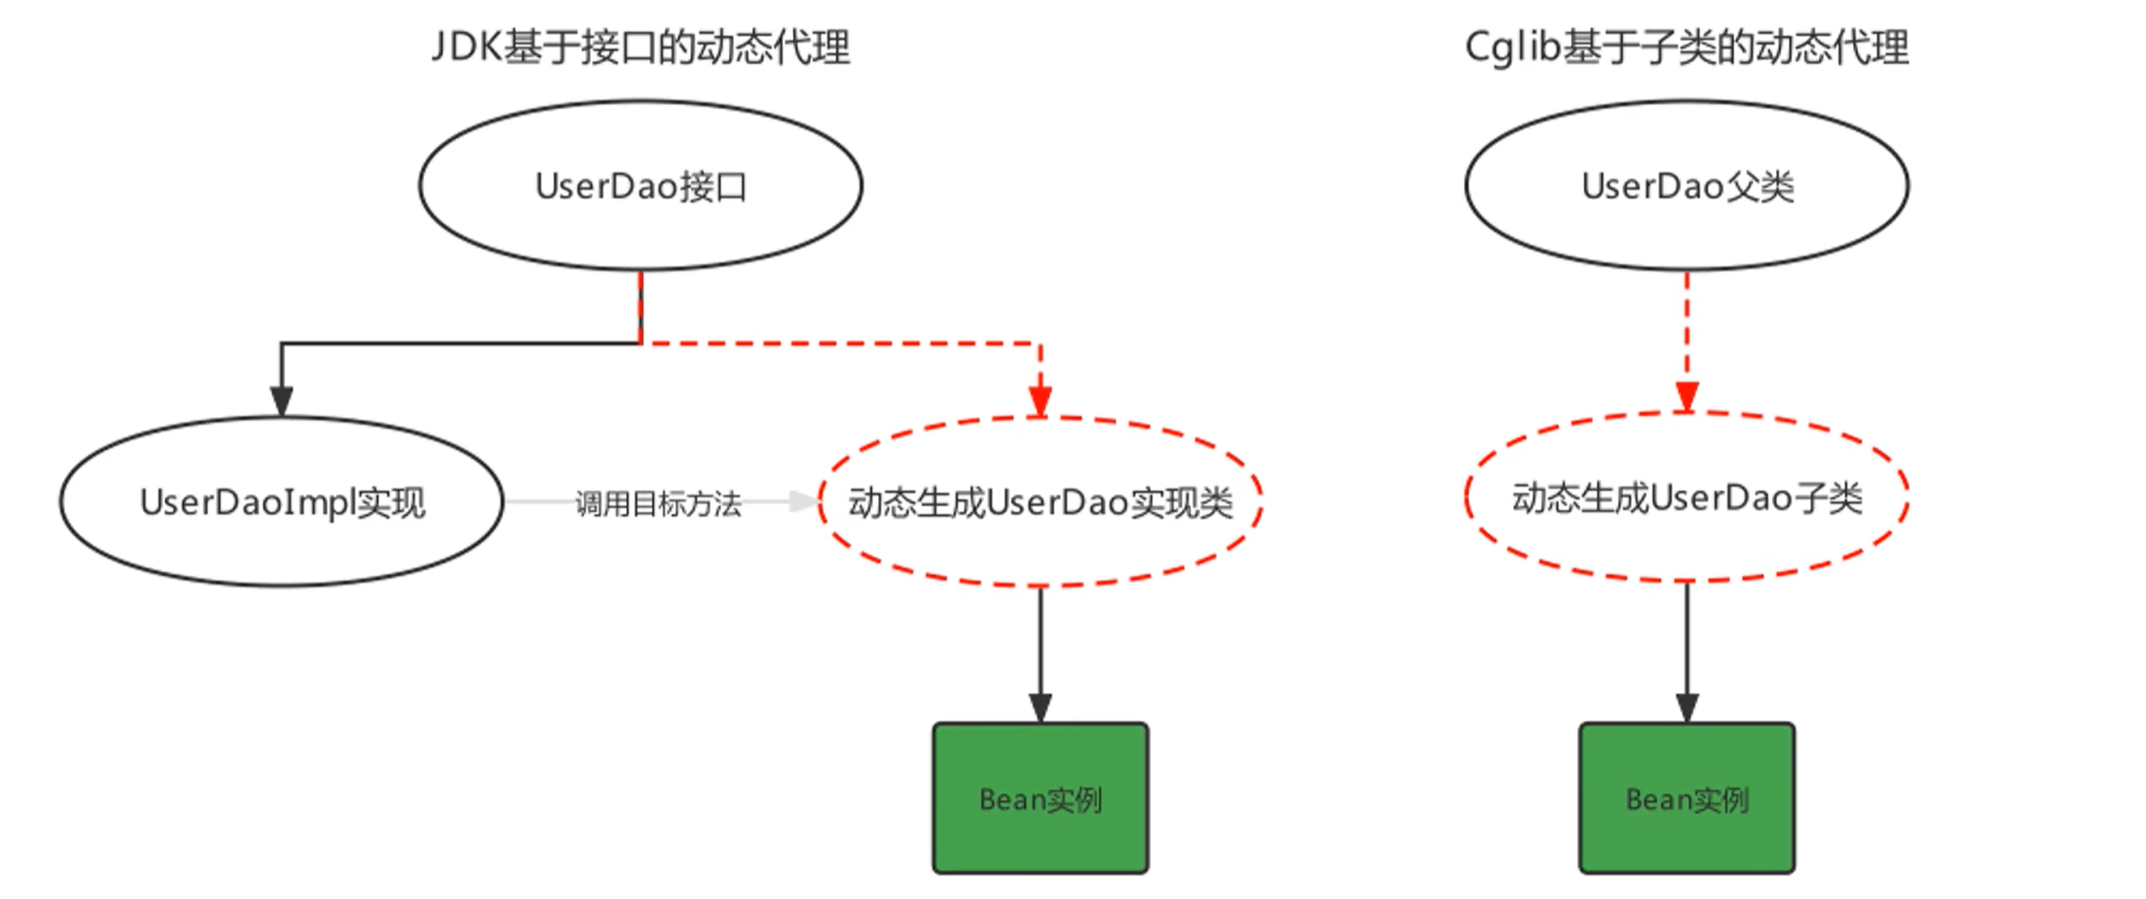 JDK基于接口的动态代理
Cglib基于子类的动态代理
UserDao接口
UserDao父类
UserDaoImpl实现
调用目标方法
动态生成UserDao实现类
动态生成UserDao子类
Bean实例
Bean实例